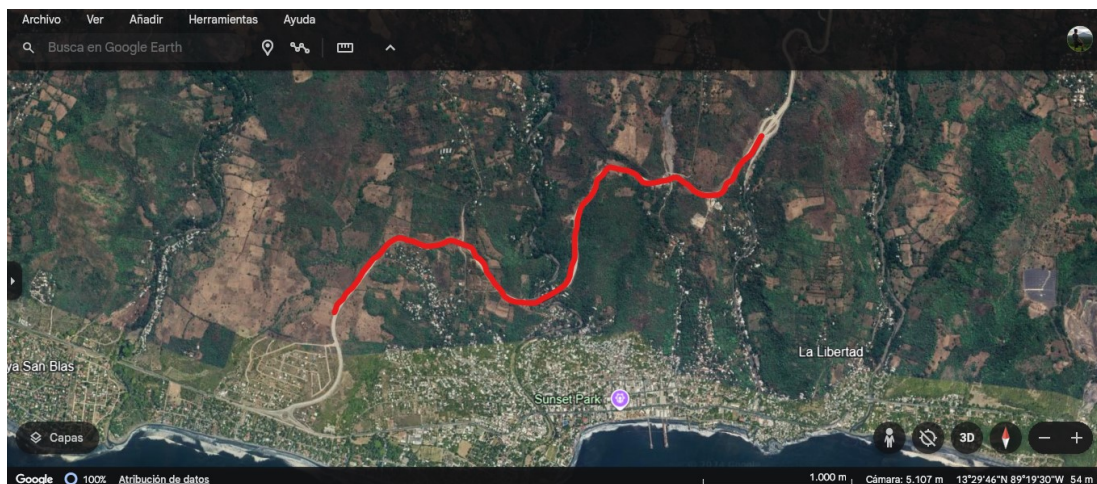 Archivo Ver Añadir Herramientas Ayuda
Busca en Google Earth
La Libertad
ya San Blas
Sunset Park
Capas
3D
Google 100% Atribución de datos 1.000 m Cámara: 5.107 m 13°29'46"N 89°19'30"W 54 m